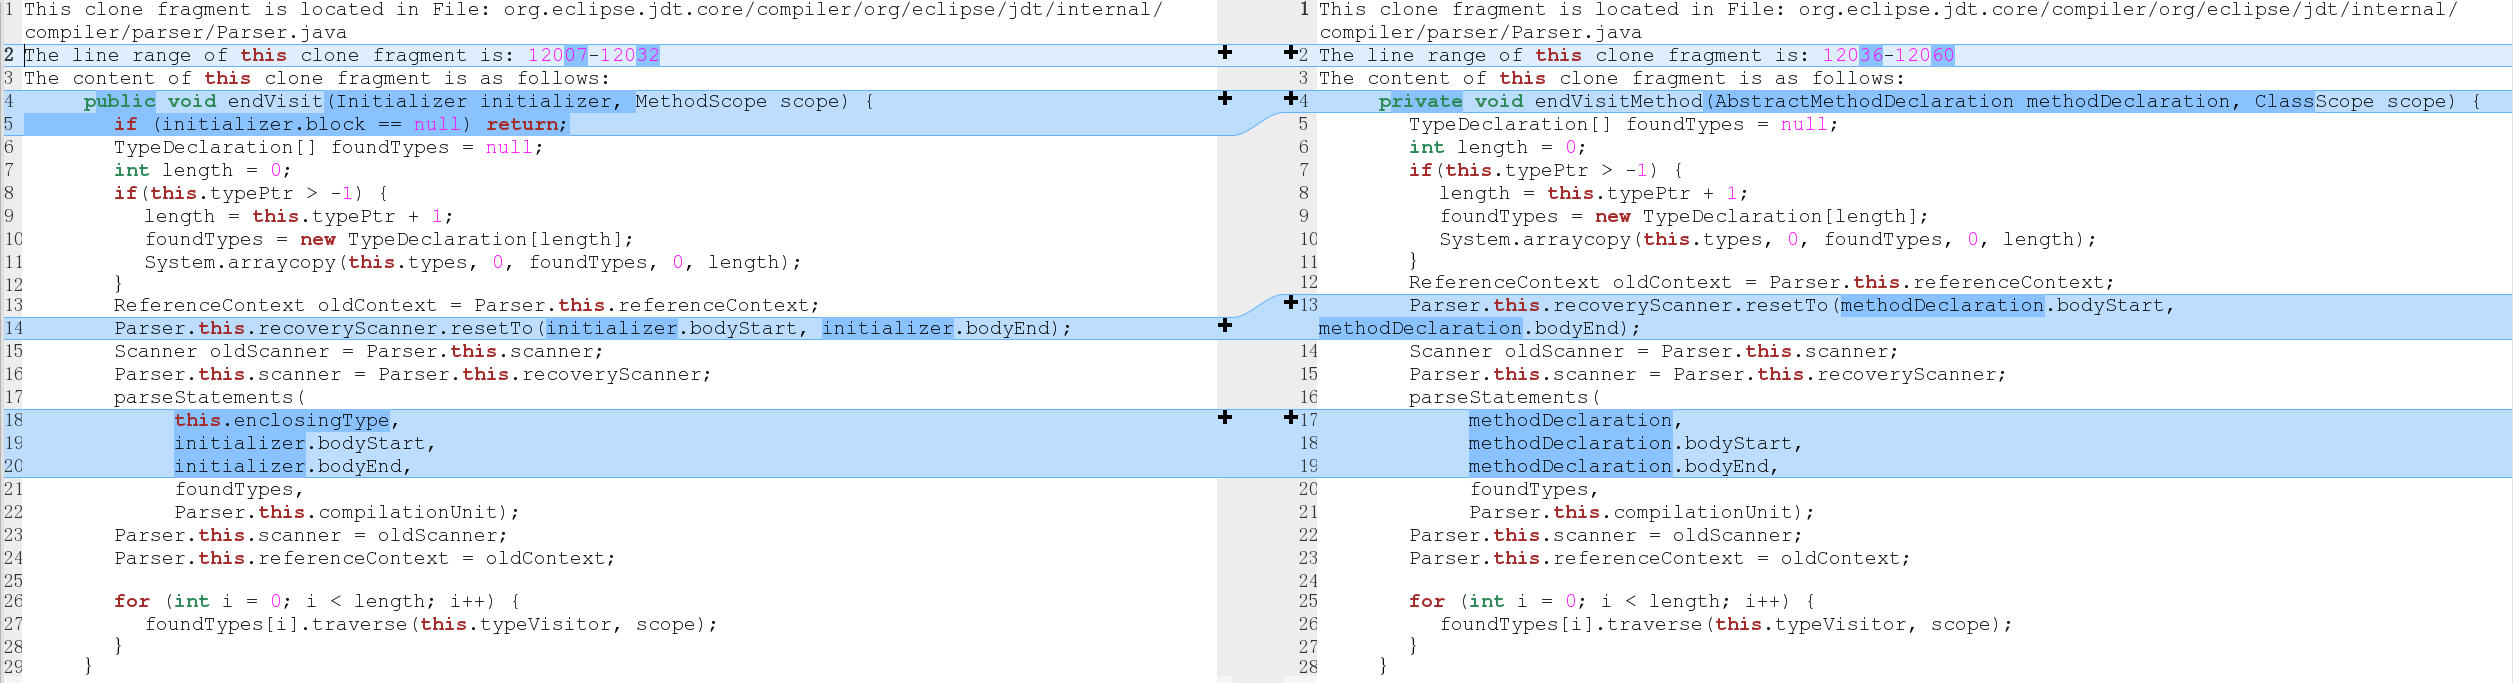 1 This clone fragment is located in File: org.eclipse.jdt.core/compiler/org/eclipse/jdt/internal/
compiler/parser/Parser.java
2 The line range of this clone fragment is: 12007-12032
3 The content of this clone fragment is as follows:
4 public void endVisit(Initializer initializer, MethodScope scope) {
5 if (initializer.block == null) return;
6 TypeDeclaration[] foundTypes = null;
7 int length = 0;
8 if(this.typePtr > -1) {
9 length = this.typePtr + 1;
10 foundTypes = new TypeDeclaration[length];
11 System.arraycopy(this.types, 0, foundTypes, 0, length);
12 }
13 ReferenceContext oldContext = Parser.this.referenceContext;
14 Parser.this.recoveryScanner.resetTo(initializer.bodyStart, initializer.bodyEnd);
15 Scanner oldScanner = Parser.this.scanner;
16 Parser.this.scanner = Parser.this.recoveryScanner;
17 parseStatements(
18 this.enclosingType,
19 initializer.bodyStart,
20 initializer.bodyEnd,
21 foundTypes,
22 Parser.this.compilationUnit);
23 Parser.this.scanner = oldScanner;
24 Parser.this.referenceContext = oldContext;
25
26 for (int i = 0; i < length; i++) {
27 foundTypes[i].traverse(this.typeVisitor, scope);
28 }
29 }
1 This clone fragment is located in File: org.eclipse.jdt.core/compiler/org/eclipse/jdt/internal/
compiler/parser/Parser.java
2 The line range of this clone fragment is: 12036-12060
3 The content of this clone fragment is as follows:
4 private void endVisitMethod(AbstractMethodDeclaration methodDeclaration, ClassScope scope) {
5 TypeDeclaration[] foundTypes = null;
6 int length = 0;
7 if(this.typePtr > -1) {
8 length = this.typePtr + 1;
9 foundTypes = new TypeDeclaration[length];
10 System.arraycopy(this.types, 0, foundTypes, 0, length);
11 }
12 ReferenceContext oldContext = Parser.this.referenceContext;
13 Parser.this.recoveryScanner.resetTo(methodDeclaration.bodyStart,
methodDeclaration.bodyEnd);
14 Scanner oldScanner = Parser.this.scanner;
15 Parser.this.scanner = Parser.this.recoveryScanner;
16 parseStatements(
17 methodDeclaration,
18 methodDeclaration.bodyStart,
19 methodDeclaration.bodyEnd,
20 foundTypes,
21 Parser.this.compilationUnit);
22 Parser.this.scanner = oldScanner;
23 Parser.this.referenceContext = oldContext;
24
25 for (int i = 0; i < length; i++) {
26 foundTypes[i].traverse(this.typeVisitor, scope);
27 }
28 }